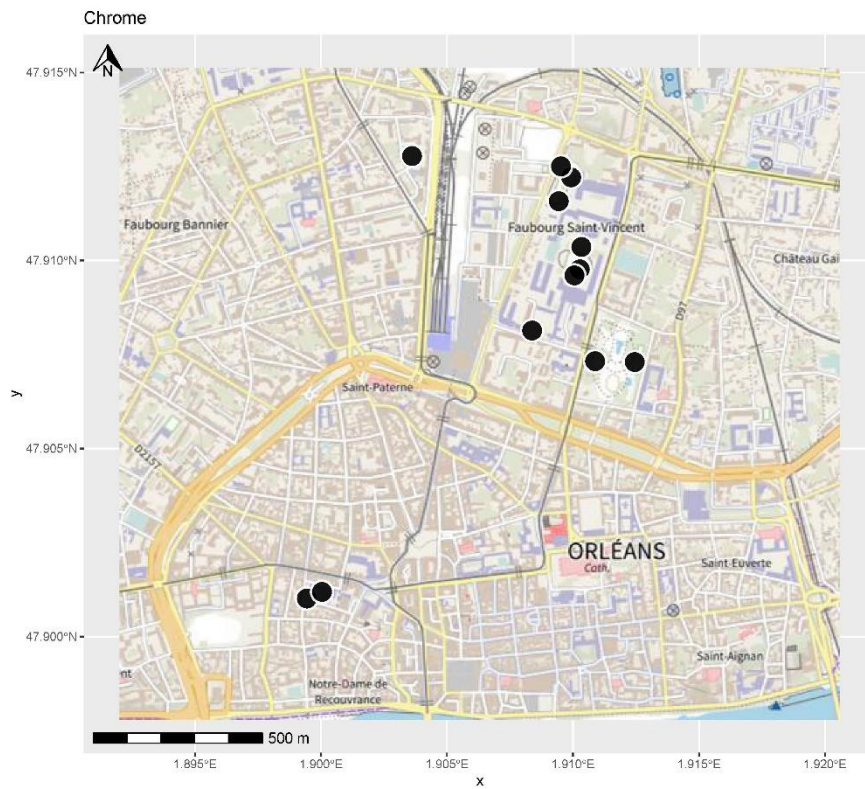 Chrome
47.915°N
N
Faubourg Bannier
Faubourg Saint-Vincent
47.910°N
Château Gai
D97
y
Saint-Paterne
47.905°N
D2157
ORLÉANS
Cath.
Saint-Euverte
47.900°N
Saint-Aignan
nt
Notre-Dame de
Recouvrance
500 m
1.895°E
1.900°E
1.905°E
1.910°E
1.915°E
1.920°E
x